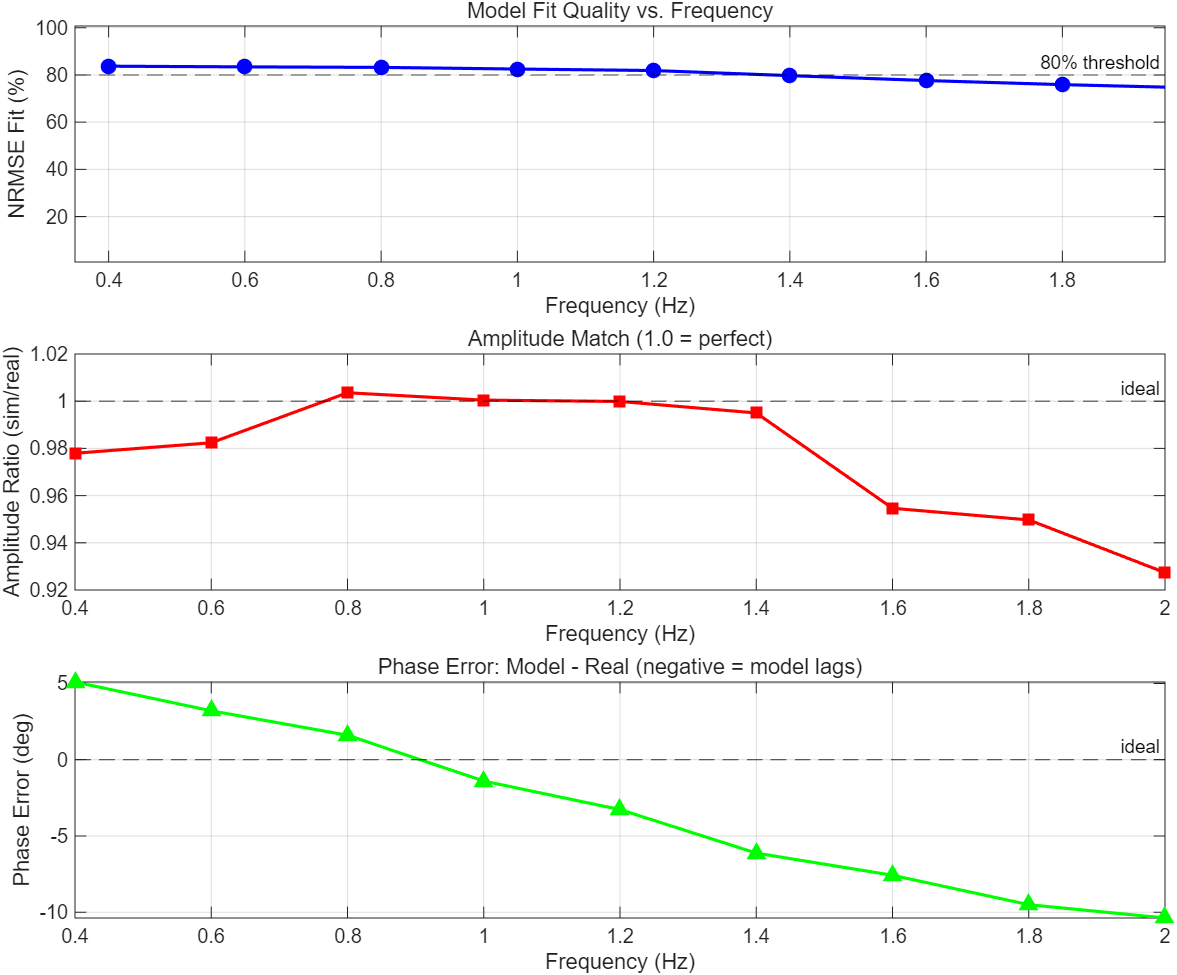 Model Fit Quality vs. Frequency
NRMSE Fit (%)
100
80
60
40
20
80% threshold
0.4 0.6 0.8 1 1.2 1.4 1.6 1.8
Frequency (Hz)
Amplitude Match (1.0 = perfect)
Amplitude Ratio (sim/real)
1.02
1
0.98
0.96
0.94
0.92
ideal
0.4 0.6 0.8 1 1.2 1.4 1.6 1.8 2
Frequency (Hz)
Phase Error: Model - Real (negative = model lags)
Phase Error (deg)
5
0
-5
-10
ideal
0.4 0.6 0.8 1 1.2 1.4 1.6 1.8 2
Frequency (Hz)